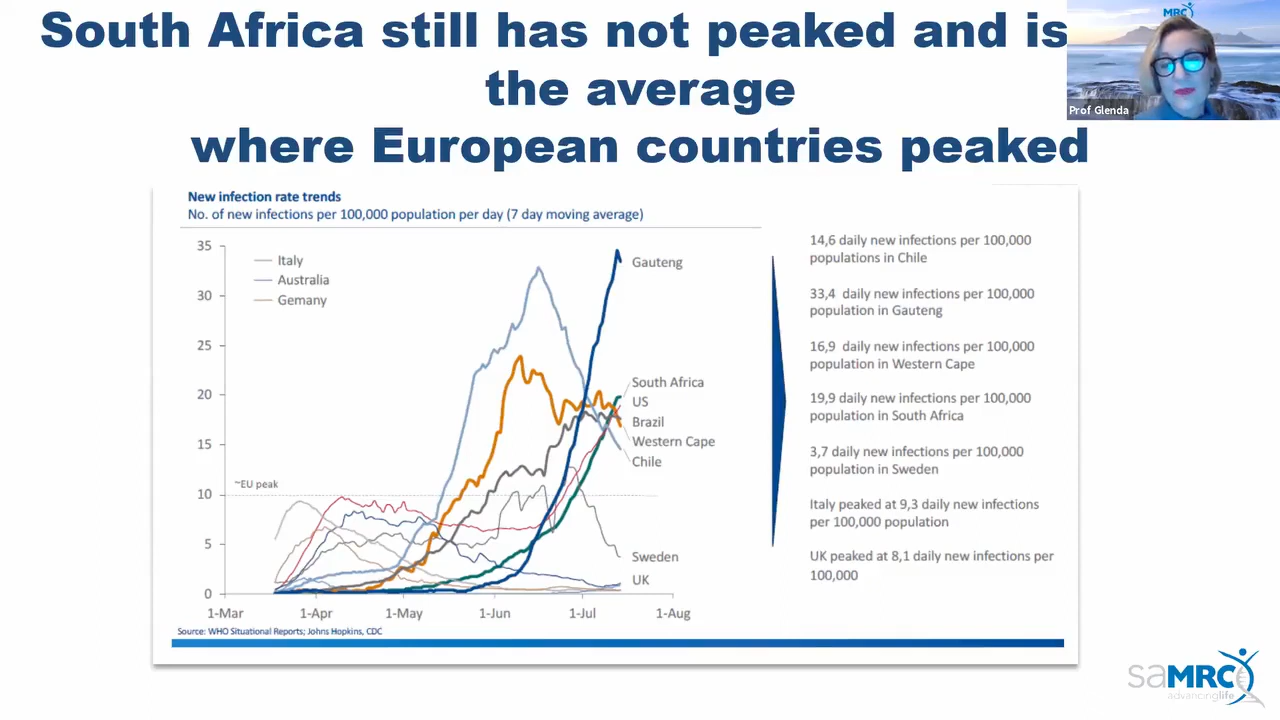 South Africa still has not peaked and is
the average
where European countries peaked
MRC
Prof Glenda
New infection rate trends
No. of new infections per 100,000 population per day (7 day moving average)
35
30
25
20
15
10
5
0
Italy
Australia
Gemany
~EU peak
Gauteng
South Africa
US
Brazil
Western Cape
Chile
Sweden
UK
1-Mar 1-Apr 1-May 1-Jun 1-Jul 1-Aug
Source: WHO Situational Reports; Johns Hopkins, CDC
14,6 daily new infections per 100,000
populations in Chile
33,4 daily new infections per 100,000
population in Gauteng
16,9 daily new infections per 100,000
population in Western Cape
19,9 daily new infections per 100,000
population in South Africa
3,7 daily new infections per 100,000
population in Sweden
Italy peaked at 9,3 daily new infections
per 100,000 population
UK peaked at 8,1 daily new infections per
100,000
saMRC
advancinglife